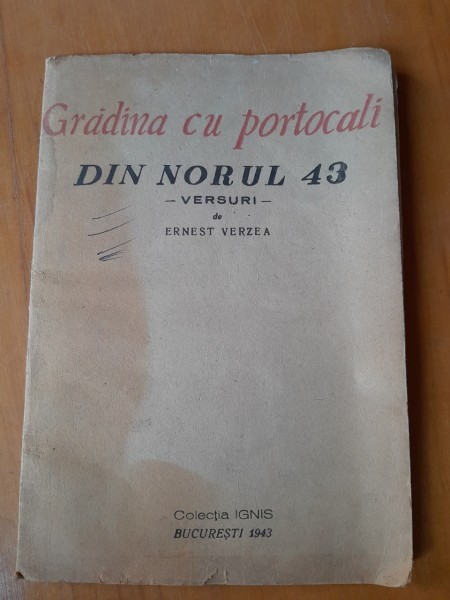 Grădina cu portocali
DIN NORUL 43
— VERSURI —
de
ERNEST VERZEA
Colecția IGNIS
BUCUREȘTI 1943